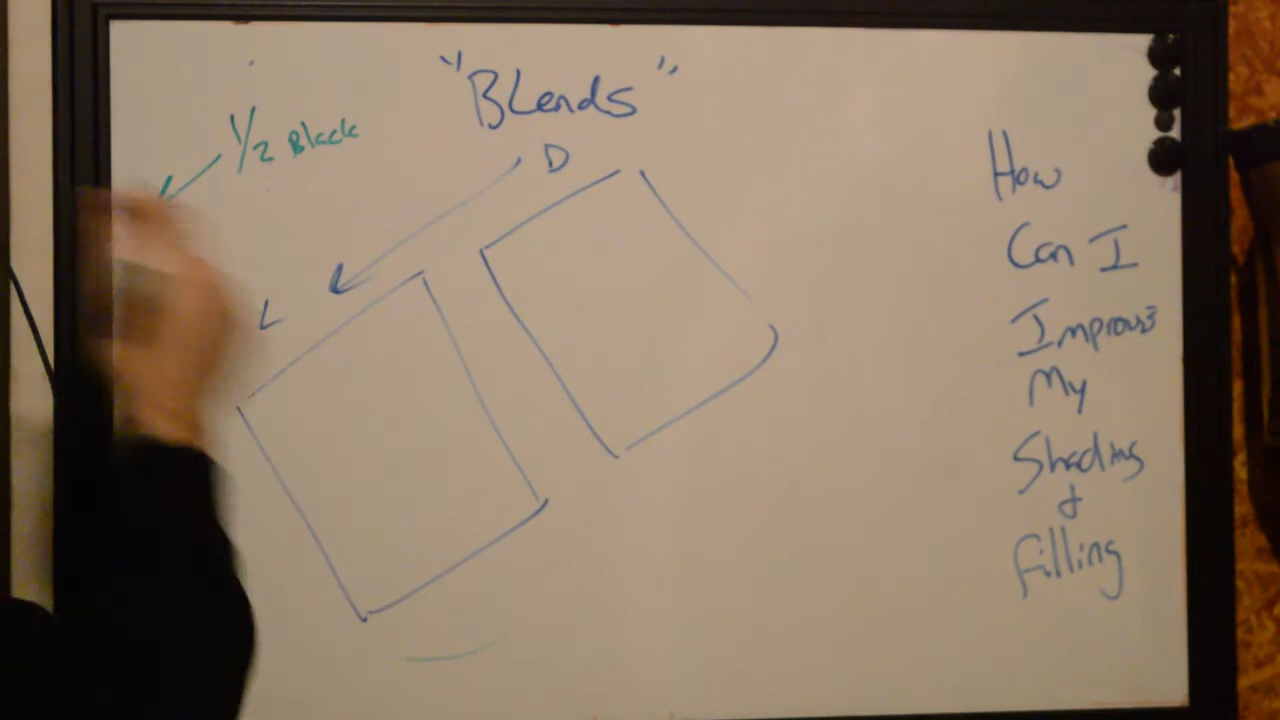 "Blends"
1/2 Black
D
L
How
Can I
Improve
My
Shading
&
Filling